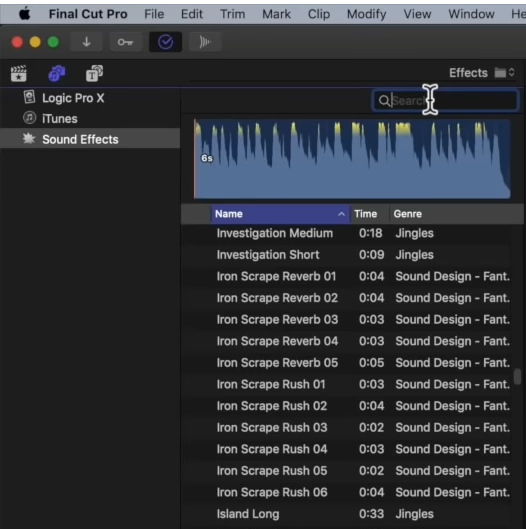 Final Cut Pro File Edit Trim Mark Clip Modify View Window He
Effects
Logic Pro X
iTunes
Sound Effects
Search
6s
Name Time Genre
Investigation Medium 0:18 Jingles
Investigation Short 0:09 Jingles
Iron Scrape Reverb 01 0:04 Sound Design - Fant.
Iron Scrape Reverb 02 0:04 Sound Design - Fant.
Iron Scrape Reverb 03 0:03 Sound Design - Fant.
Iron Scrape Reverb 04 0:03 Sound Design - Fant.
Iron Scrape Reverb 05 0:05 Sound Design - Fant.
Iron Scrape Rush 01 0:03 Sound Design - Fant.
Iron Scrape Rush 02 0:04 Sound Design - Fant.
Iron Scrape Rush 03 0:02 Sound Design - Fant.
Iron Scrape Rush 04 0:03 Sound Design - Fant.
Iron Scrape Rush 05 0:02 Sound Design - Fant.
Iron Scrape Rush 06 0:04 Sound Design - Fant.
Island Long 0:33 Jingles